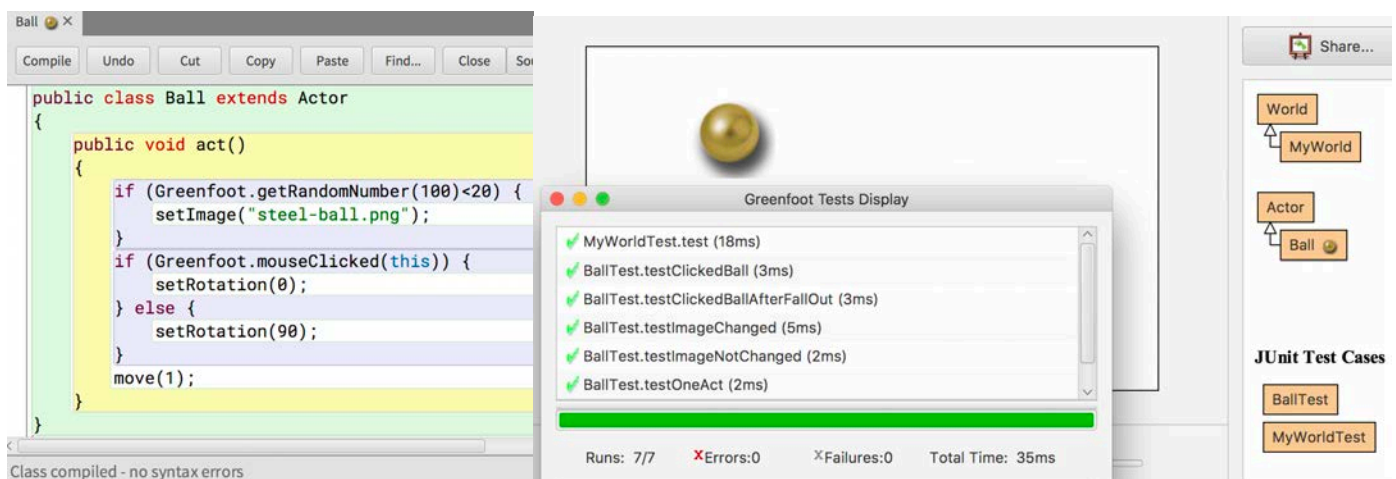 Ball
Compile Undo Cut Copy Paste Find... Close
public class Ball extends Actor
{
public void act()
{
if (Greenfoot.getRandomNumber(100)<20) {
setImage("steel-ball.png");
}
if (Greenfoot.mouseClicked(this)) {
setRotation(0);
} else {
setRotation(90);
}
move(1);
}
}
Class compiled - no syntax errors
Greenfoot Tests Display
MyWorldTest.test (18ms)
BallTest.testClickedBall (3ms)
BallTest.testClickedBallAfterFallOut (3ms)
BallTest.testImageChanged (5ms)
BallTest.testImageNotChanged (2ms)
BallTest.testOneAct (2ms)
Runs: 7/7 XErrors:0 XFailures:0 Total Time: 35ms
Share...
World
MyWorld
Actor
Ball
JUnit Test Cases
BallTest
MyWorldTest